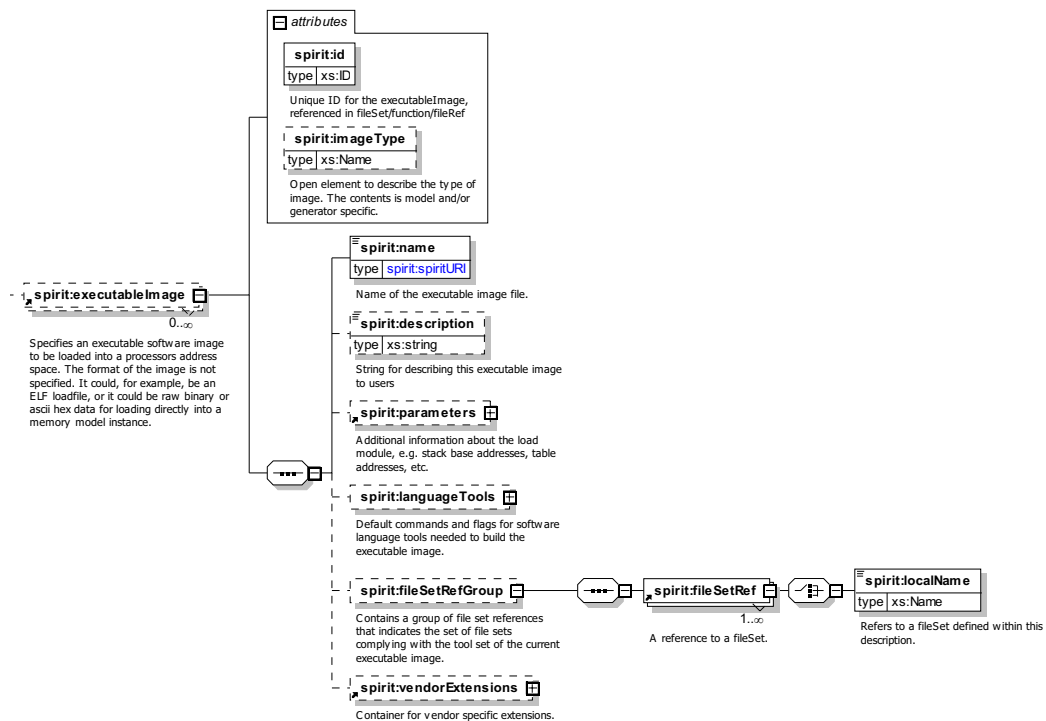 attributes
spirit:id
type xs:ID
Unique ID for the executableImage,
referenced in fileSet/function/fileRef
spirit:imageType
type xs:Name
Open element to describe the type of
image. The contents is model and/or
generator specific.
spirit:executableImage
0..∞
Specifies an executable software image
to be loaded into a processors address
space. The format of the image is not
specified. It could, for example, be an
ELF loadfile, or it could be raw binary or
ascii hex data for loading directly into a
memory model instance.
spirit:name
type spirit:spiritURI
Name of the executable image file.
spirit:description
type xs:string
String for describing this executable image
to users
spirit:parameters
Additional information about the load
module, e.g. stack base addresses, table
addresses, etc.
spirit:languageTools
Default commands and flags for software
language tools needed to build the
executable image.
spirit:fileSetRefGroup
Contains a group of file set references
that indicates the set of file sets
complying with the tool set of the current
executable image.
spirit:fileSetRef
1..∞
A reference to a fileSet.
spirit:localName
type xs:Name
Refers to a fileSet defined within this
description.
spirit:vendorExtensions
Container for vendor specific extensions.